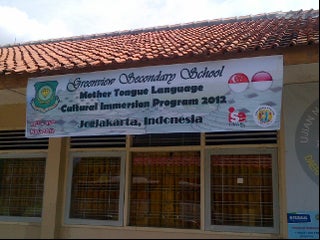 Greenview Secondary School
Mother Tongue Language
Cultural Immersion Program 2012
Jogjakarta, Indonesia